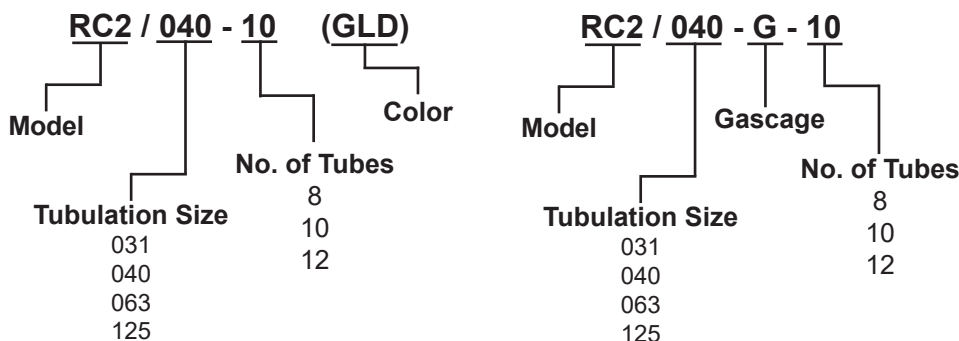 RC2 / 040 - 10 (GLD)
Model
Color
No. of Tubes
8
10
12
Tubulation Size
031
040
063
125
RC2 / 040 - G - 10
Model
Gascage
No. of Tubes
8
10
12
Tubulation Size
031
040
063
125